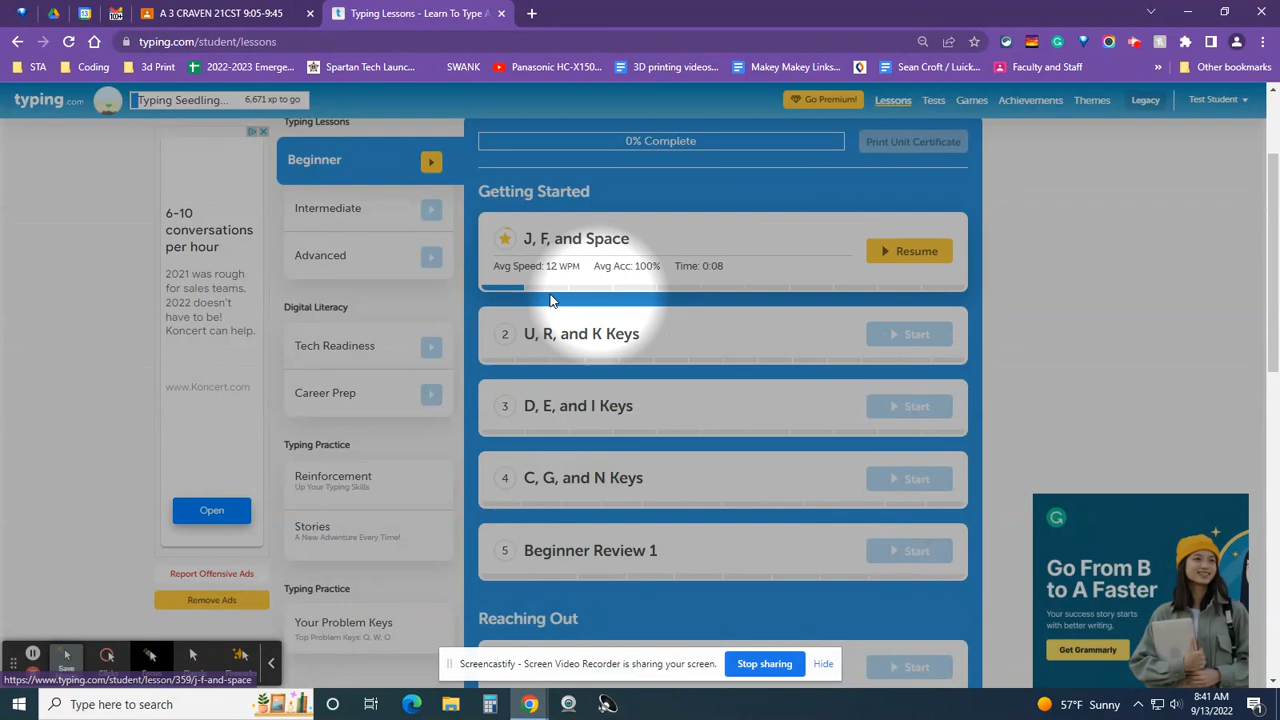 A 3 CRAVEN 21CST 9:05-9:45
Typing Lessons - Learn To Type A
typing.com/student/lessons
STA
Coding
3d Print
2022-2023 Emerge...
Spartan Tech Launc...
SWANK
Panasonic HC-X150...
3D printing videos...
Makey Makey Links...
Sean Croft / Luick...
Faculty and Staff
»
Other bookmarks
typing.com
Typing Seedling...
6,671 xp to go
Go Premium!
Lessons
Tests
Games
Achievements
Themes
Legacy
Test Student
Typing Lessons
Beginner
Intermediate
Advanced
Digital Literacy
Tech Readiness
Career Prep
Typing Practice
Reinforcement
Up Your Typing Skills
Stories
A New Adventure Every Time!
Typing Practice
Your Problem Keys
Top Problem Keys: Q, W, O
0% Complete
Print Unit Certificate
Getting Started
J, F, and Space
Avg Speed: 12 WPM Avg Acc: 100% Time: 0:08
Resume
2 U, R, and K Keys
Start
3 D, E, and I Keys
Start
4 C, G, and N Keys
Start
5 Beginner Review 1
Start
Reaching Out
Start
6-10
conversations
per hour
2021 was rough
for sales teams,
2022 doesn't
have to be!
Koncert can help.
www.Koncert.com
Open
Report Offensive Ads
Remove Ads
Go From B
to A Faster
Your success story starts
with better writing.
Get Grammarly
Save
https://www.typing.com/student/lesson/359/j-f-and-space
Screencastify - Screen Video Recorder is sharing your screen.
Stop sharing
Hide
Type here to search
57°F Sunny
8:41 AM
9/13/2022